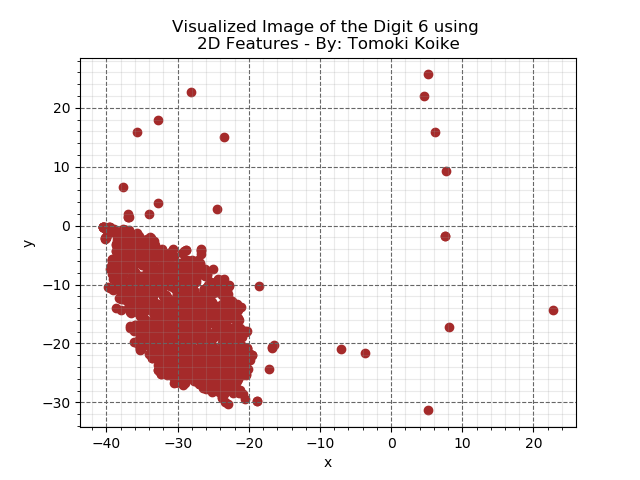 Visualized Image of the Digit 6 using
2D Features - By: Tomoki Koike
y
20
10
0
−10
−20
−30
−40 −30 −20 −10 0 10 20
x